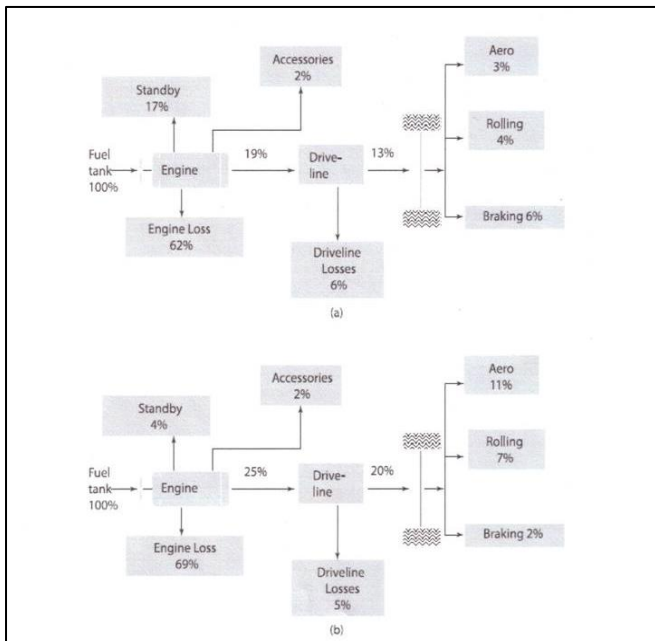 Aero
3%
Accessories
2%
Standby
17%
Rolling
4%
Fuel
tank
100%
Engine
19%
Drive-
line
13%
Engine Loss
62%
Braking 6%
Driveline
Losses
6%
(a)
Aero
11%
Accessories
2%
Standby
4%
Rolling
7%
Fuel
tank
100%
Engine
25%
Drive-
line
20%
Engine Loss
69%
Braking 2%
Driveline
Losses
5%
(b)